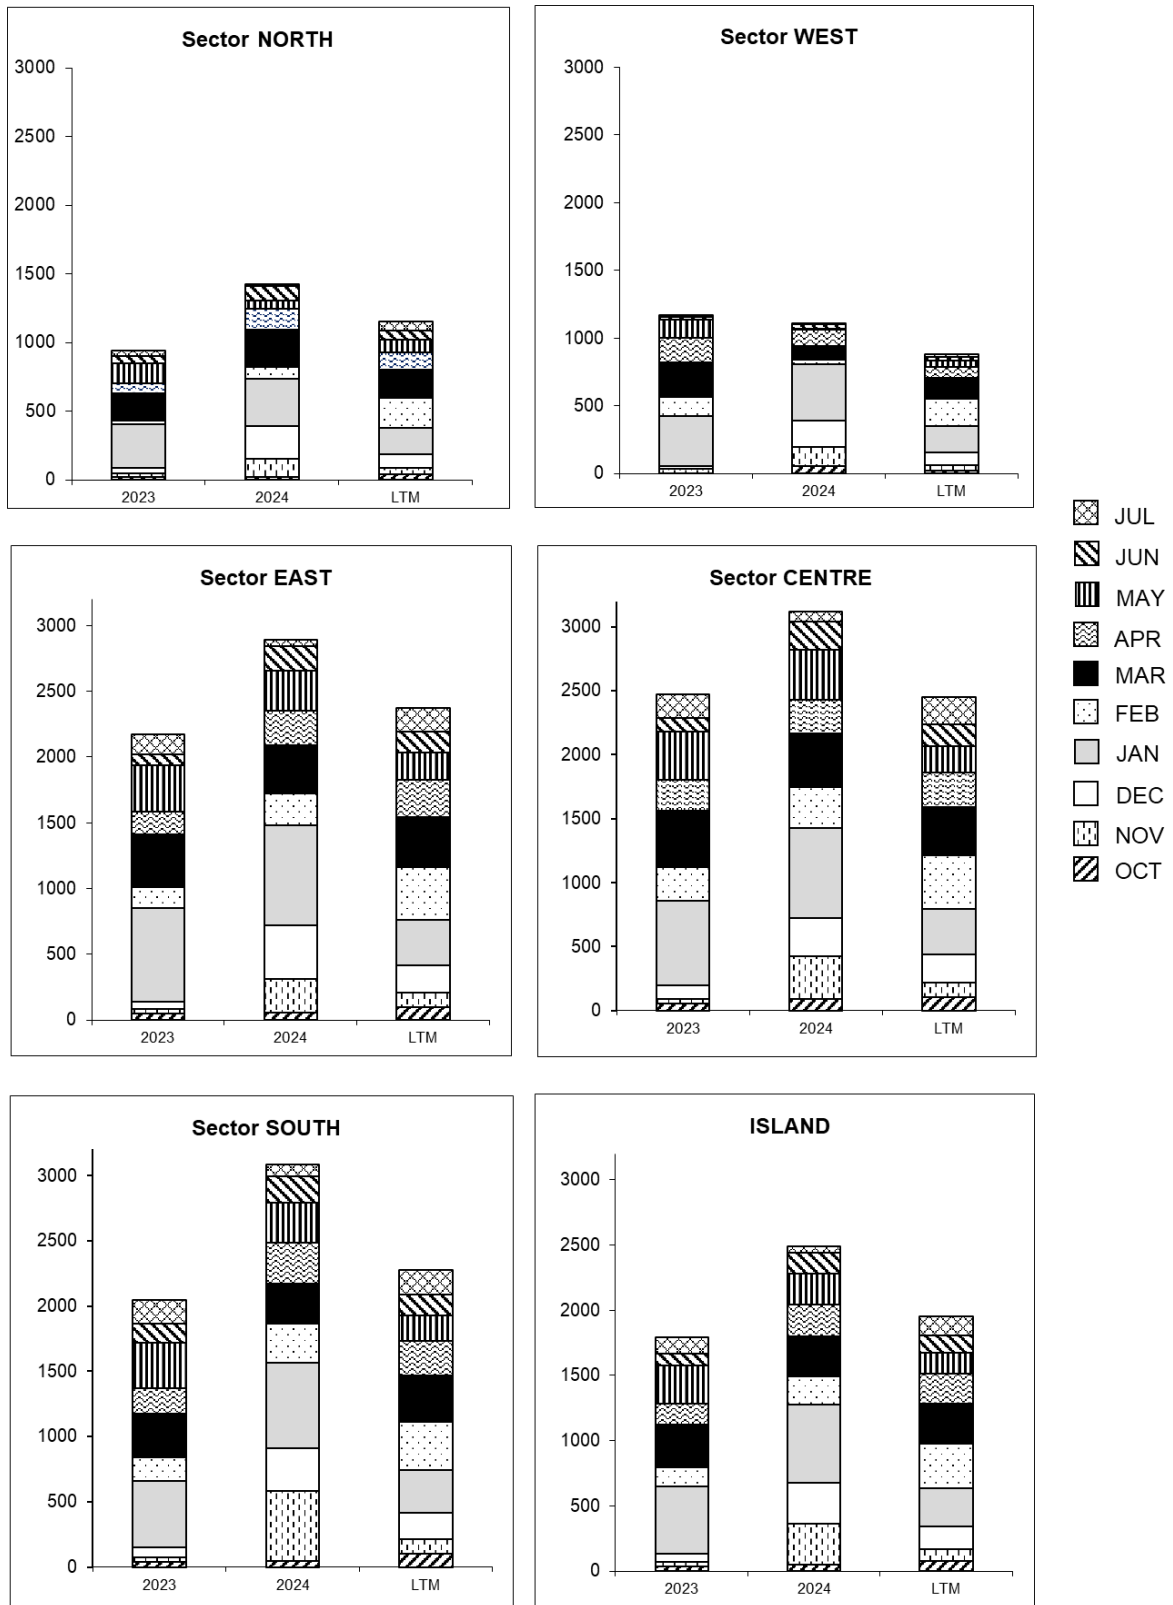 Sector NORTH
3000
2500
2000
1500
1000
500
0
2023 2024 LTM
Sector WEST
3000
2500
2000
1500
1000
500
0
2023 2024 LTM
Sector EAST
3000
2500
2000
1500
1000
500
0
2023 2024 LTM
Sector CENTRE
3000
2500
2000
1500
1000
500
0
2023 2024 LTM
JUL
JUN
MAY
APR
MAR
FEB
JAN
DEC
NOV
OCT
Sector SOUTH
3000
2500
2000
1500
1000
500
0
2023 2024 LTM
ISLAND
3000
2500
2000
1500
1000
500
0
2023 2024 LTM